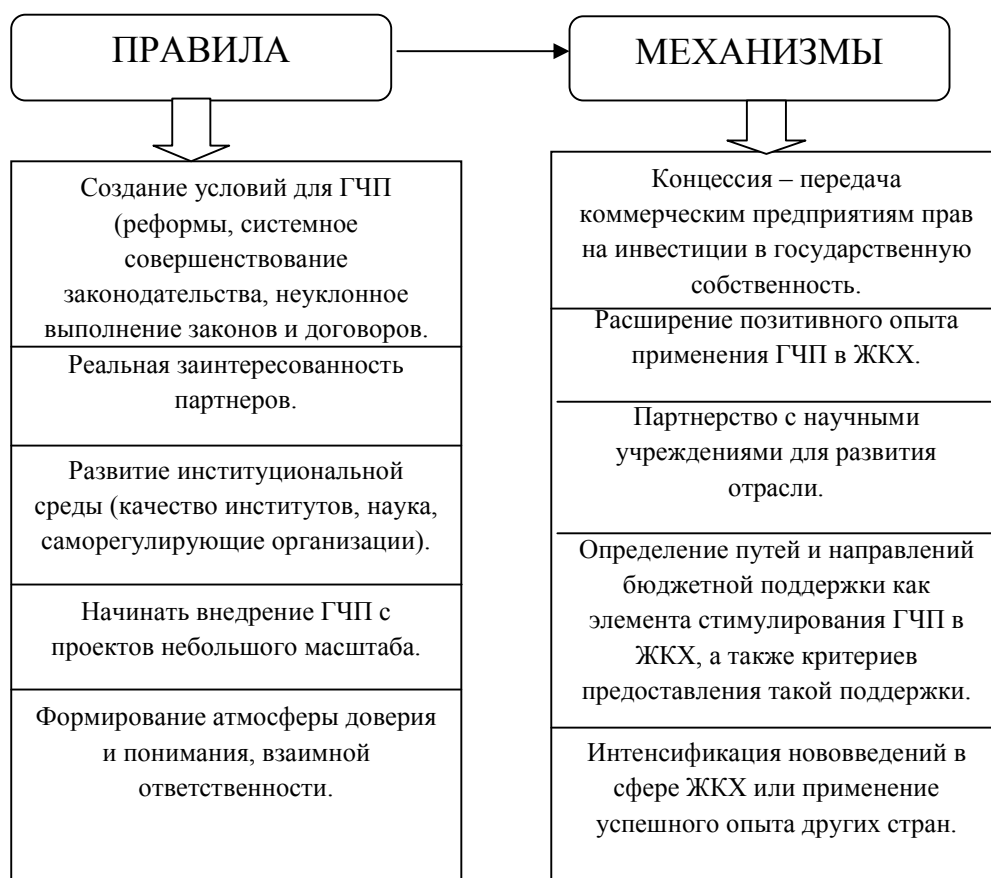 ПРАВИЛА
МЕХАНИЗМЫ
Создание условий для ГЧП
(реформы, системное
совершенствование
законодательства, неуклонное
выполнение законов и договоров.
Реальная заинтересованность
партнеров.
Развитие институциональной
среды (качество институтов, наука,
саморегулирующие организации).
Начинать внедрение ГЧП с
проектов небольшого масштаба.
Формирование атмосферы доверия
и понимания, взаимной
ответственности.
Концессия – передача
коммерческим предприятиям прав
на инвестиции в государственную
собственность.
Расширение позитивного опыта
применения ГЧП в ЖКХ.
Партнерство с научными
учреждениями для развития
отрасли.
Определение путей и направлений
бюджетной поддержки как
элемента стимулирования ГЧП в
ЖКХ, а также критериев
предоставления такой поддержки.
Интенсификация нововведений в
сфере ЖКХ или применение
успешного опыта других стран.